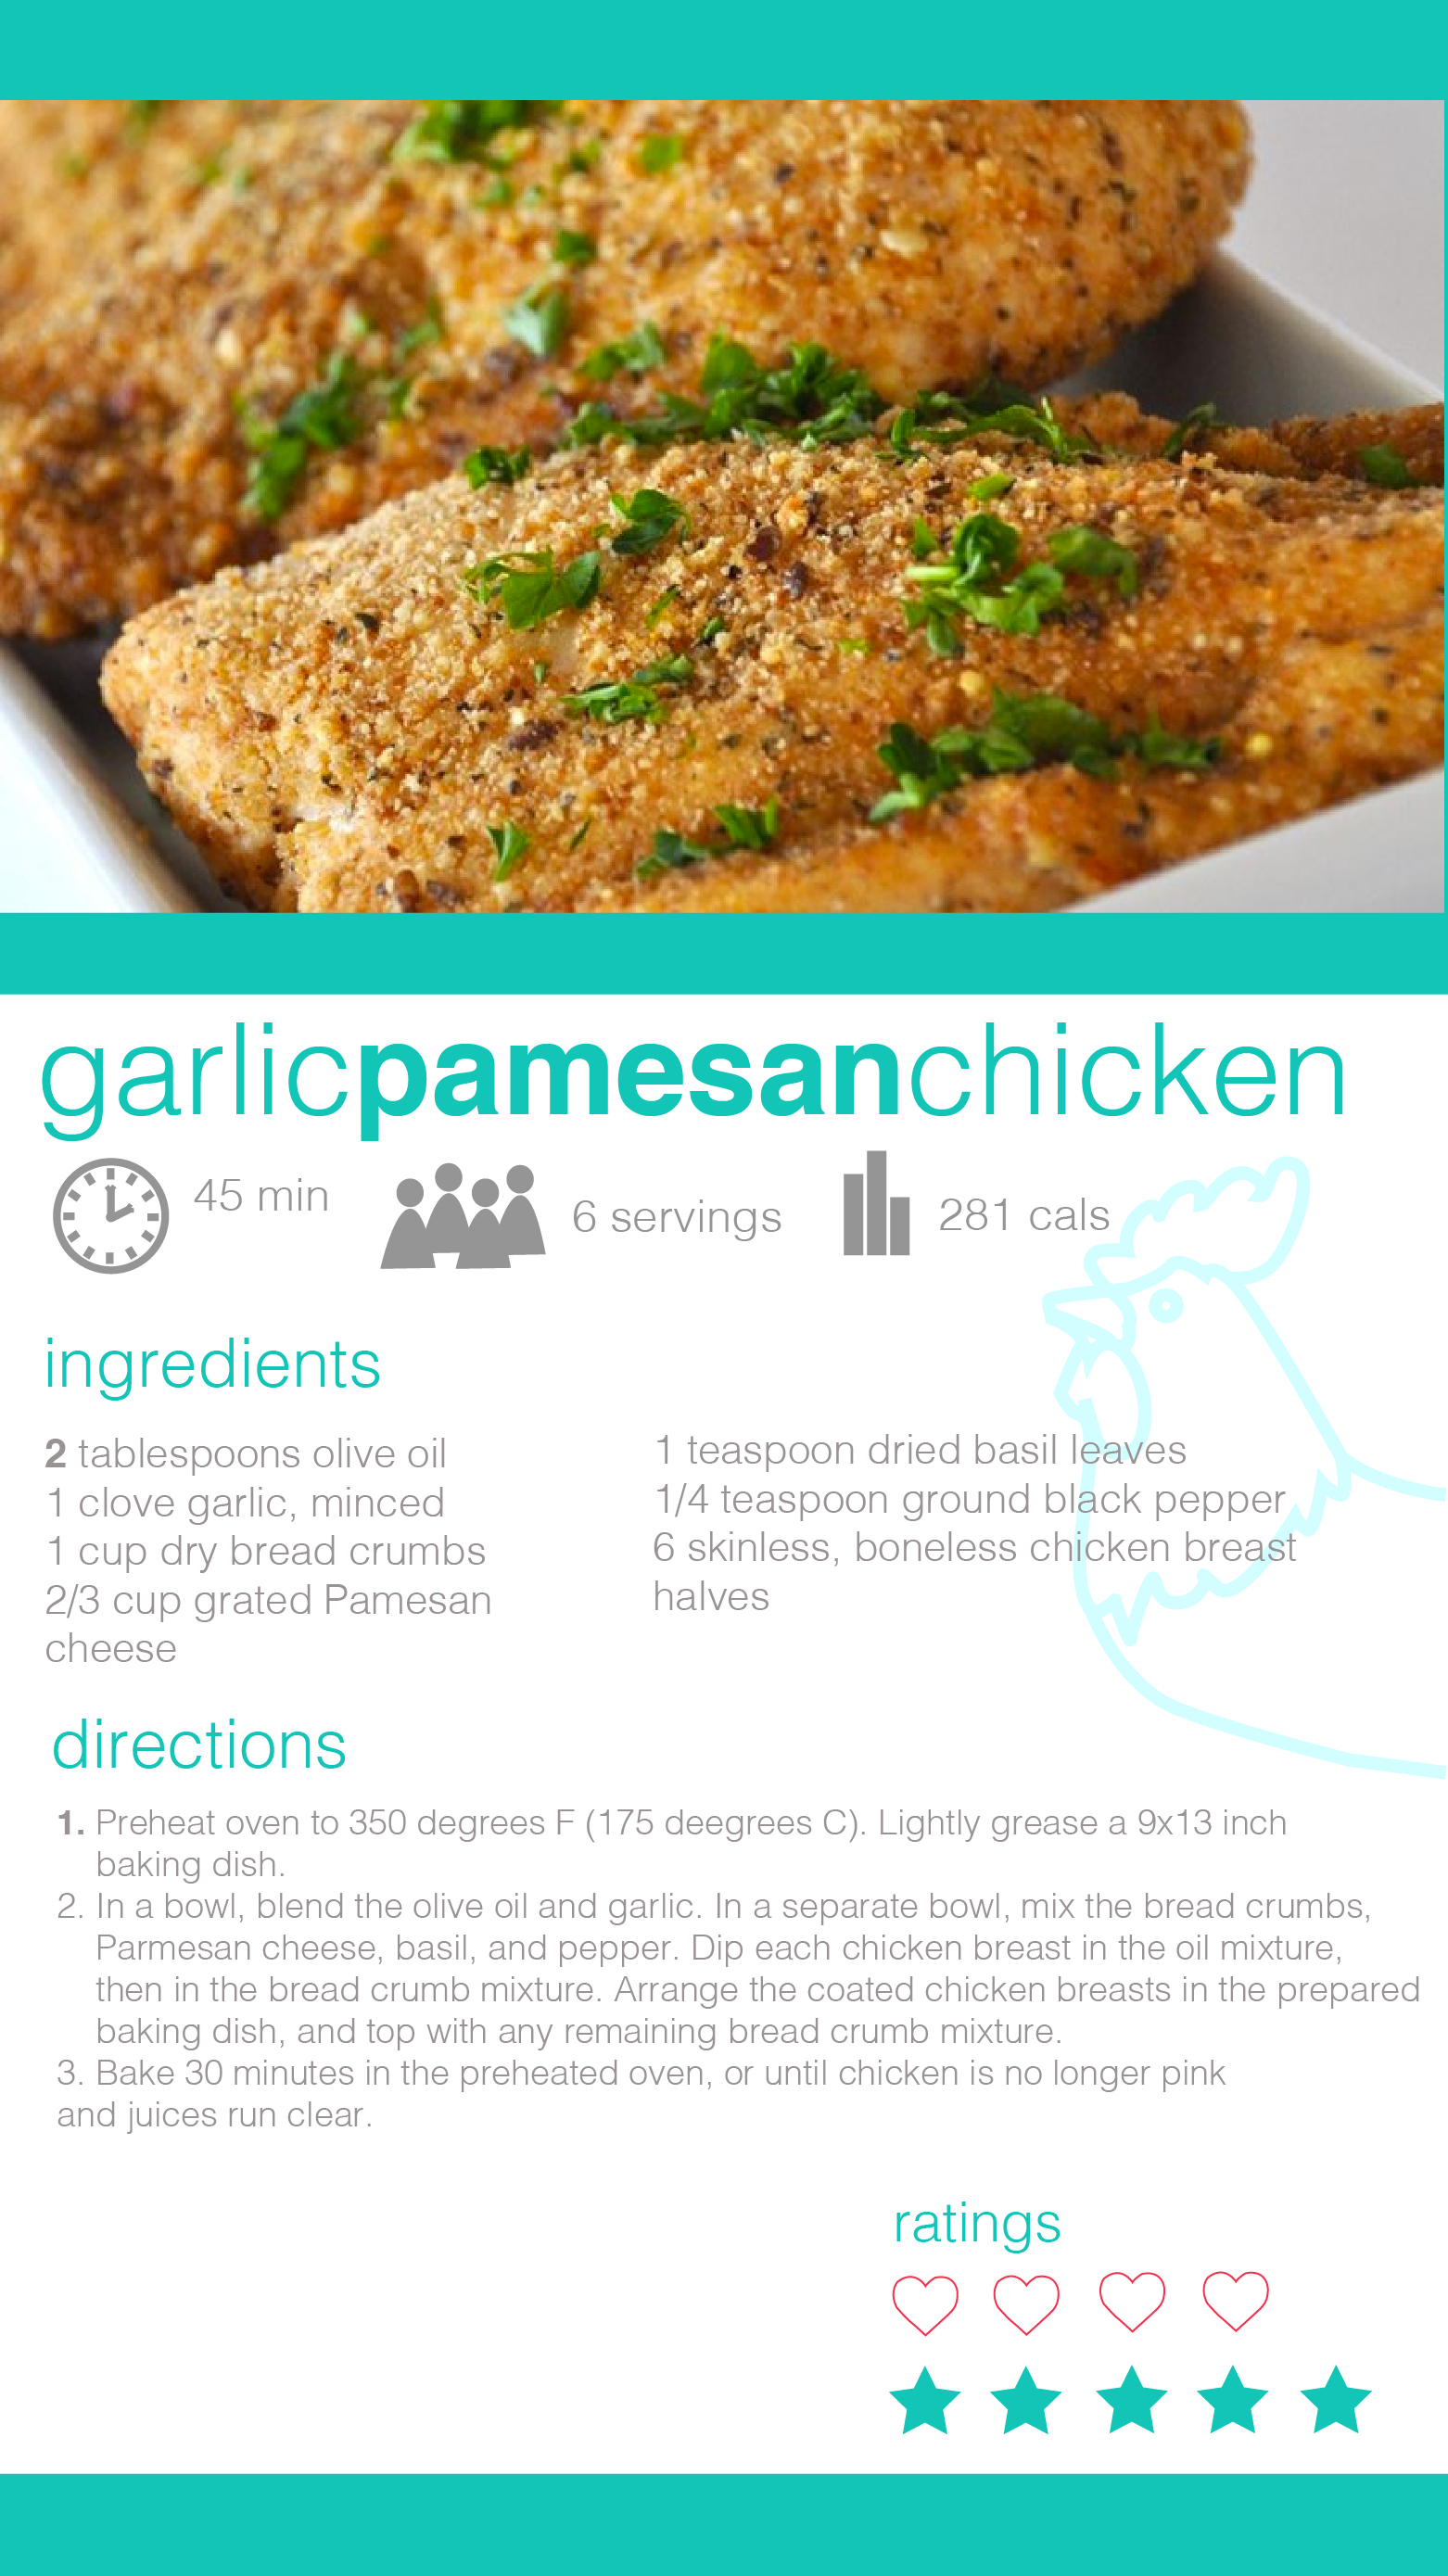 garlicpamesanchicken
45 min
6 servings
281 cals
ingredients
2 tablespoons olive oil
1 clove garlic, minced
1 cup dry bread crumbs
2/3 cup grated Pamesan
cheese
1 teaspoon dried basil leaves
1/4 teaspoon ground black pepper
6 skinless, boneless chicken breast
halves
directions
1. Preheat oven to 350 degrees F (175 deegrees C). Lightly grease a 9x13 inch
baking dish.
2. In a bowl, blend the olive oil and garlic. In a separate bowl, mix the bread crumbs,
Parmesan cheese, basil, and pepper. Dip each chicken breast in the oil mixture,
then in the bread crumb mixture. Arrange the coated chicken breasts in the prepared
baking dish, and top with any remaining bread crumb mixture.
3. Bake 30 minutes in the preheated oven, or until chicken is no longer pink
and juices run clear.
ratings